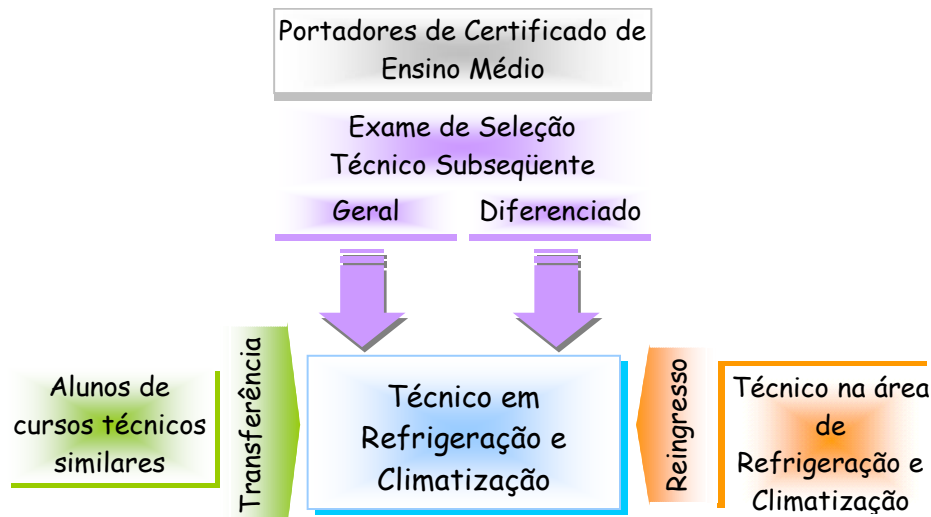 Portadores de Certificado de
Ensino Médio
Exame de Seleção
Técnico Subseqüente
Geral
Diferenciado
Alunos de
cursos técnicos
similares
Transferência
Técnico em
Refrigeração e
Climatização
Reingresso
Técnico na área
de
Refrigeração e
Climatização